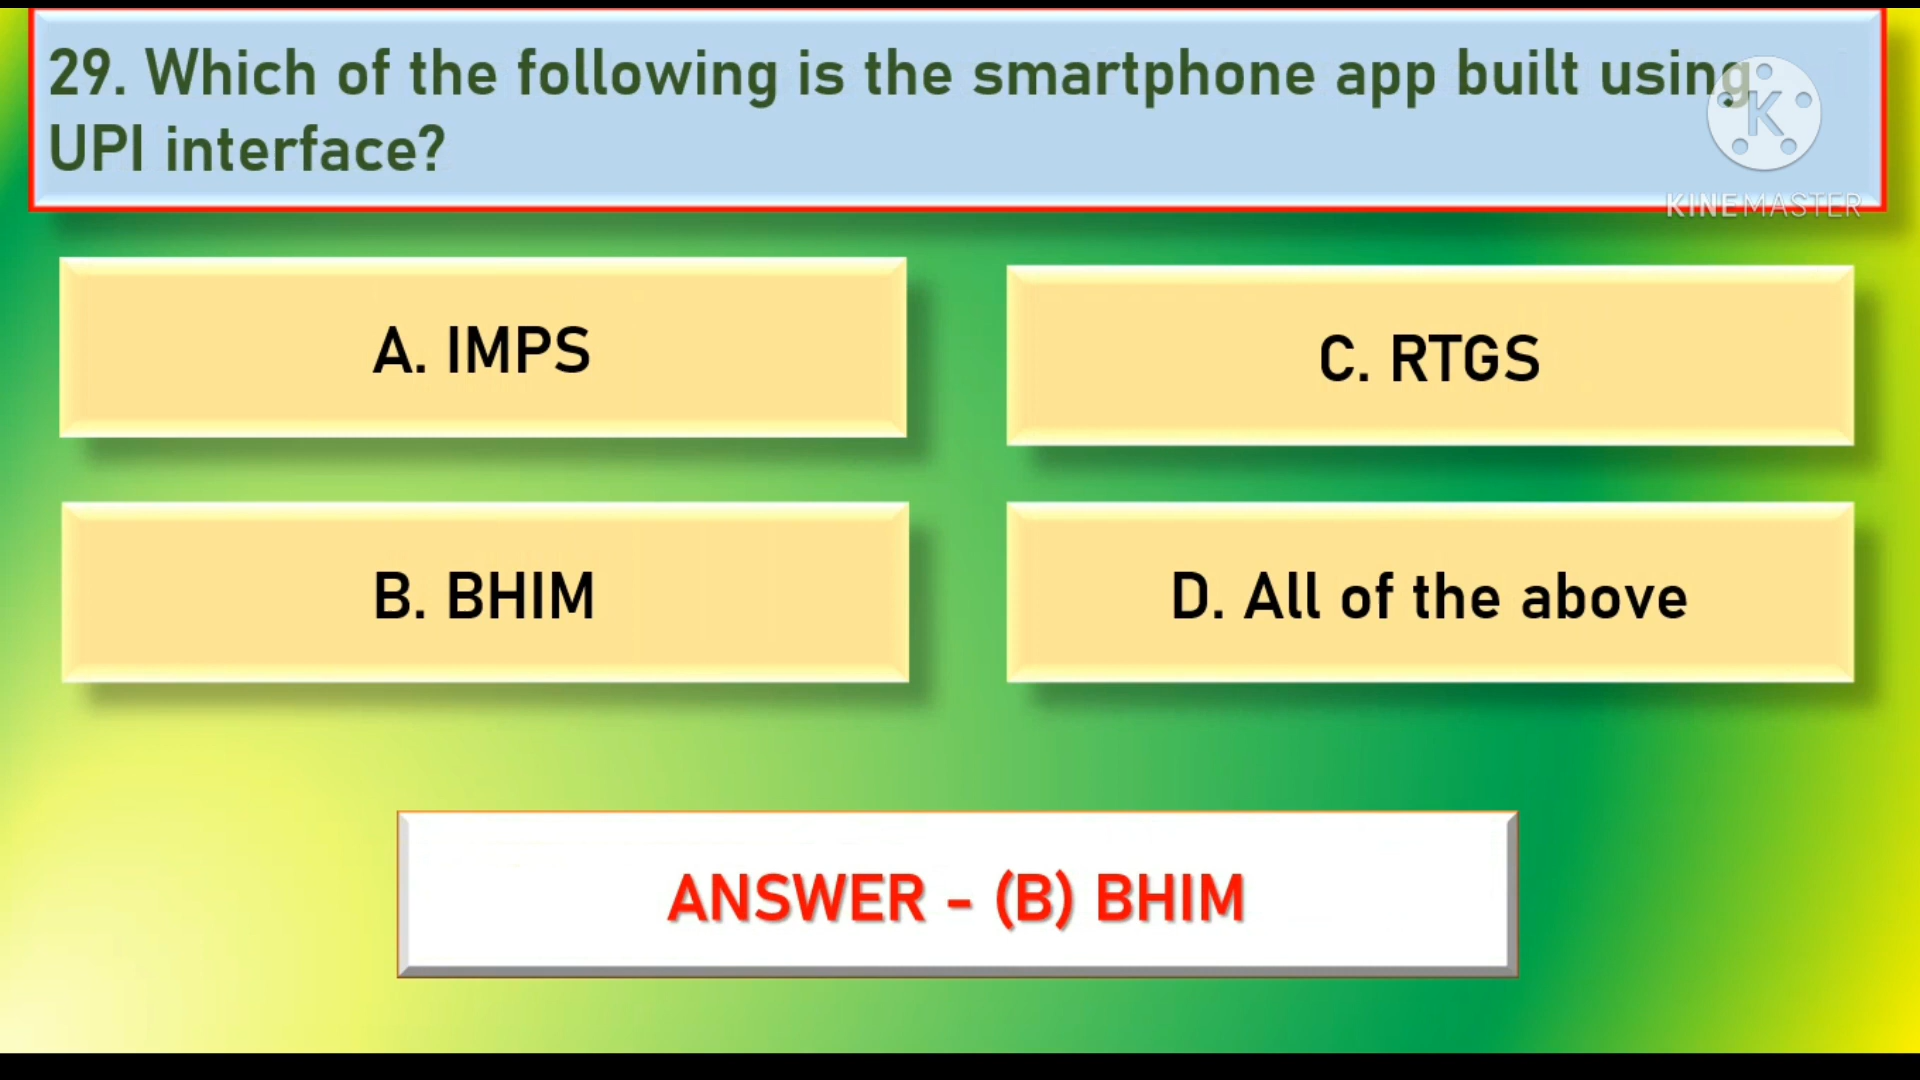 29. Which of the following is the smartphone app built using
UPI interface?
K
KINEMASTER
A. IMPS
C. RTGS
B. BHIM
D. All of the above
ANSWER - (B) BHIM